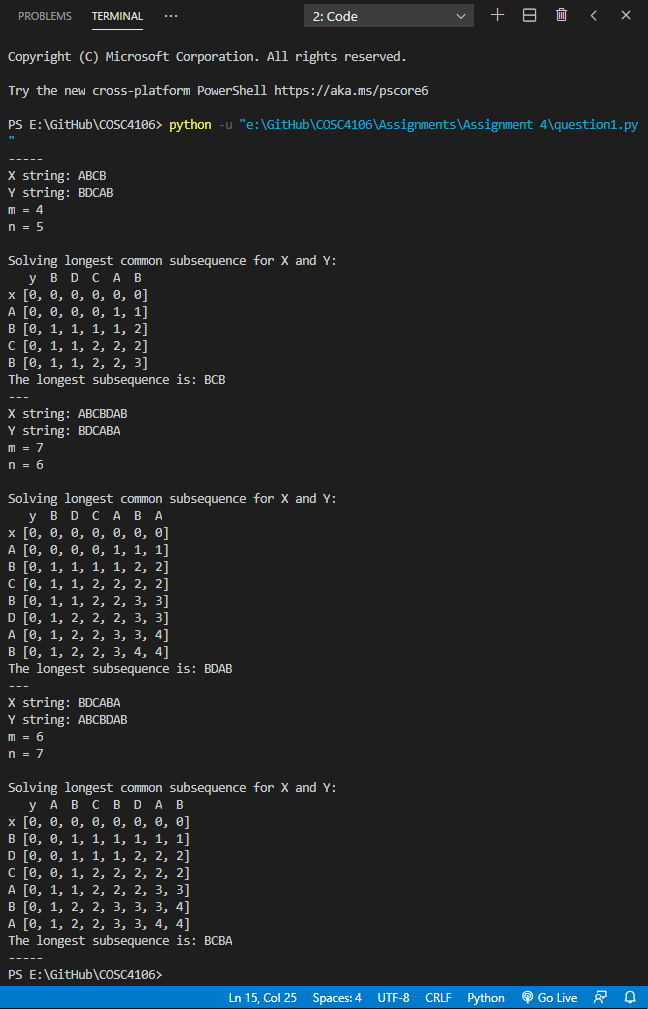 PROBLEMS TERMINAL ... 2: Code
Copyright (C) Microsoft Corporation. All rights reserved.
Try the new cross-platform PowerShell https://aka.ms/pscore6
PS E:\GitHub\COSC4106> python -u "e:\GitHub\COSC4106\Assignments\Assignment 4\question1.py
"
-----
X string: ABCB
Y string: BDCAB
m = 4
n = 5
Solving longest common subsequence for X and Y:
y B D C A B
x [0, 0, 0, 0, 0, 0]
A [0, 0, 0, 0, 1, 1]
B [0, 1, 1, 1, 1, 2]
C [0, 1, 1, 2, 2, 2]
B [0, 1, 1, 2, 2, 3]
The longest subsequence is: BCB
---
X string: ABCBDAB
Y string: BDCABA
m = 7
n = 6
Solving longest common subsequence for X and Y:
y B D C A B A
x [0, 0, 0, 0, 0, 0, 0]
A [0, 0, 0, 0, 1, 1, 1]
B [0, 1, 1, 1, 1, 2, 2]
C [0, 1, 1, 2, 2, 2, 2]
B [0, 1, 1, 2, 2, 3, 3]
D [0, 1, 2, 2, 2, 3, 3]
A [0, 1, 2, 2, 3, 3, 4]
B [0, 1, 2, 2, 3, 4, 4]
The longest subsequence is: BDAB
---
X string: BDCABA
Y string: ABCBDAB
m = 6
n = 7
Solving longest common subsequence for X and Y:
y A B C B D A B
x [0, 0, 0, 0, 0, 0, 0, 0]
B [0, 0, 1, 1, 1, 1, 1, 1]
D [0, 0, 1, 1, 1, 2, 2, 2]
C [0, 0, 1, 2, 2, 2, 2, 2]
A [0, 1, 1, 2, 2, 2, 3, 3]
B [0, 1, 2, 2, 3, 3, 3, 4]
A [0, 1, 2, 2, 3, 3, 4, 4]
The longest subsequence is: BCBA
-----
PS E:\GitHub\COSC4106>
Ln 15, Col 25 Spaces: 4 UTF-8 CRLF Python Go Live